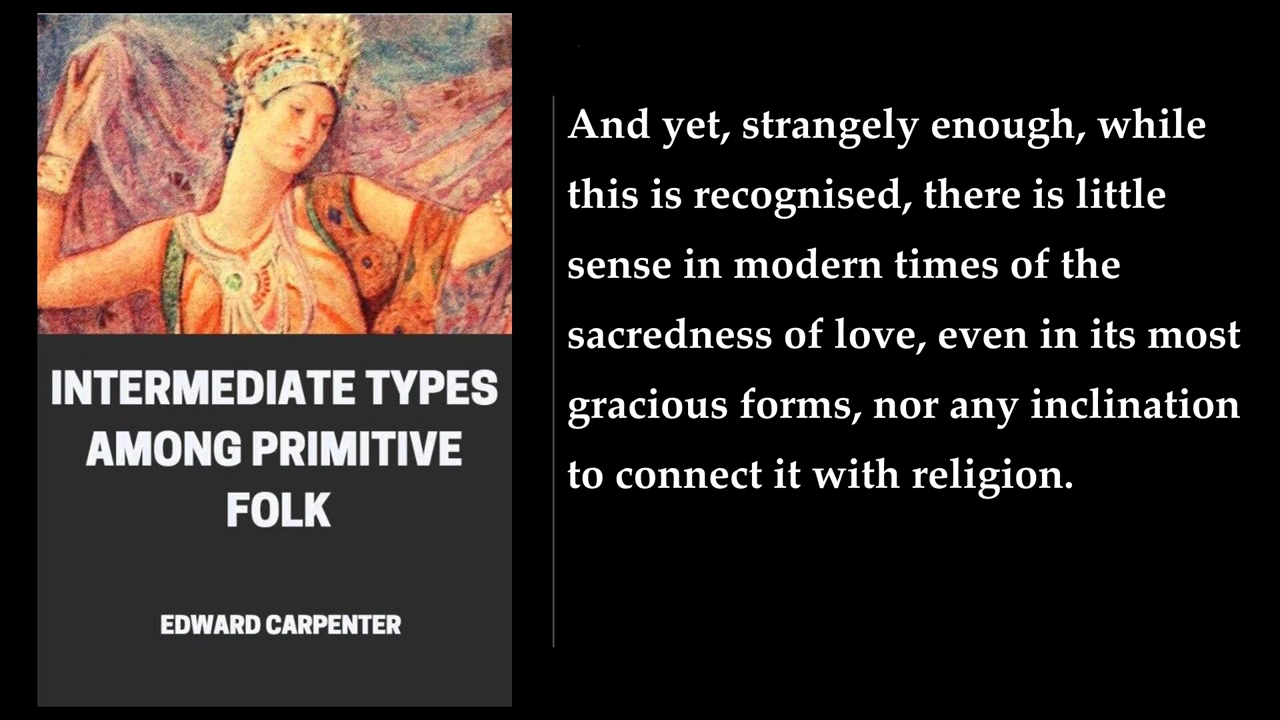 INTERMEDIATE TYPES
AMONG PRIMITIVE
FOLK
EDWARD CARPENTER
And yet, strangely enough, while
this is recognised, there is little
sense in modern times of the
sacredness of love, even in its most
gracious forms, nor any inclination
to connect it with religion.